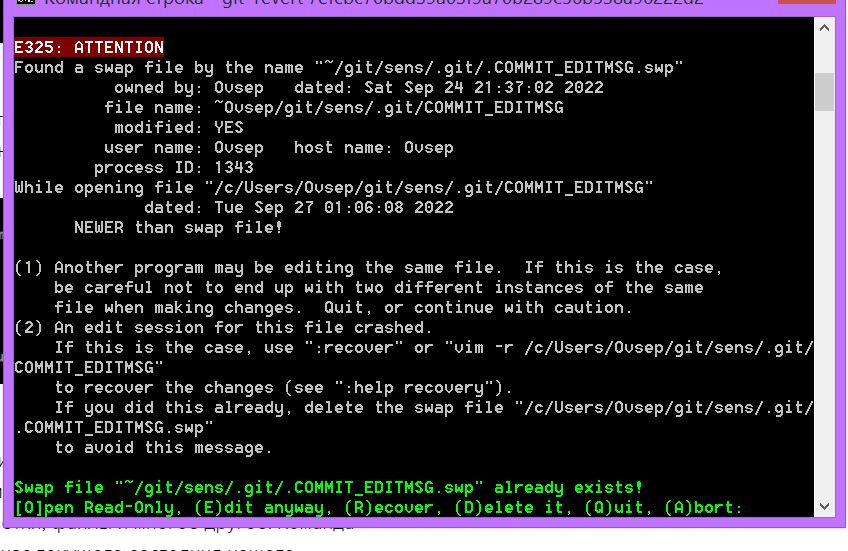 Командная строка - git revert
E325: ATTENTION
Found a swap file by the name "~/git/sens/.git/.COMMIT_EDITMSG.swp"
owned by: Ovsep   dated: Sat Sep 24 21:37:02 2022
file name: ~Ovsep/git/sens/.git/COMMIT_EDITMSG
modified: YES
user name: Ovsep   host name: Ovsep
process ID: 1343
While opening file "/c/Users/Ovsep/git/sens/.git/COMMIT_EDITMSG"
dated: Tue Sep 27 01:06:08 2022
NEWER than swap file!
(1) Another program may be editing the same file.  If this is the case,
be careful not to end up with two different instances of the same
file when making changes.  Quit, or continue with caution.
(2) An edit session for this file crashed.
If this is the case, use ":recover" or "vim -r /c/Users/Ovsep/git/sens/.git/
COMMIT_EDITMSG"
to recover the changes (see ":help recovery").
If you did this already, delete the swap file "/c/Users/Ovsep/git/sens/.git/
.COMMIT_EDITMSG.swp"
to avoid this message.
Swap file "~/git/sens/.git/.COMMIT_EDITMSG.swp" already exists!
[O]pen Read-Only, (E)dit anyway, (R)ecover, (D)elete it, (Q)uit, (A)bort: